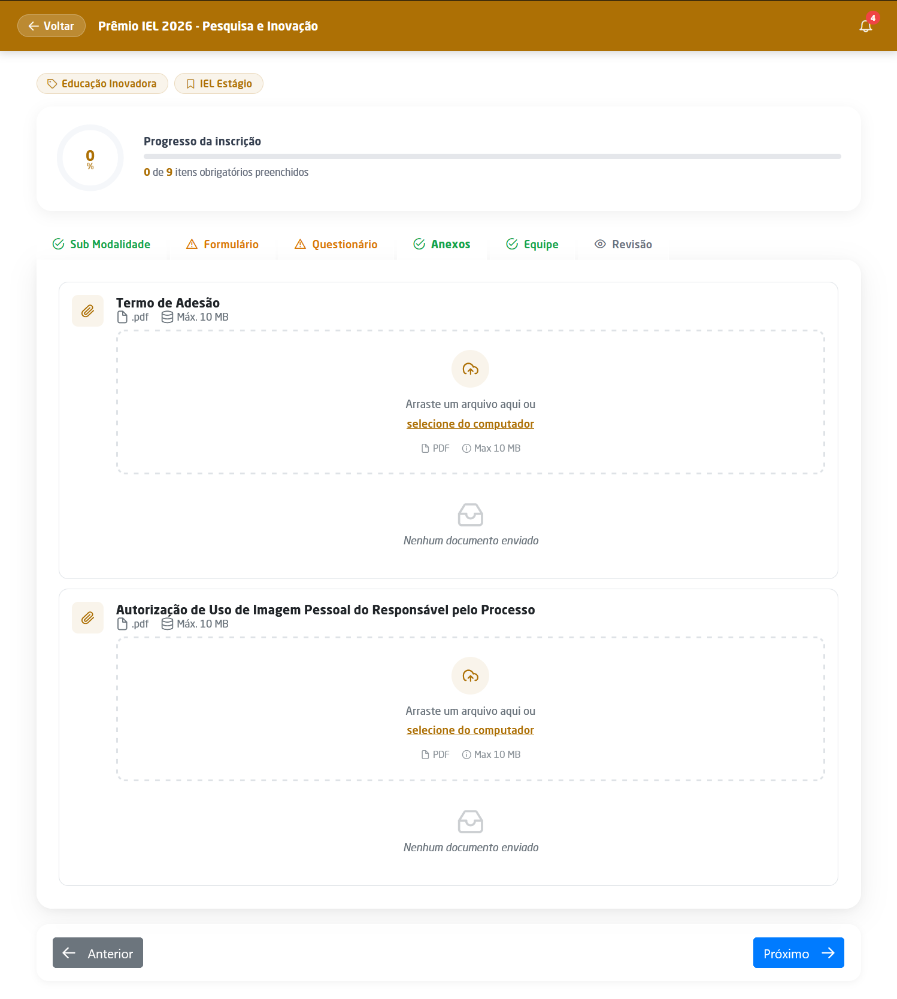 Voltar
Prêmio IEL 2026 - Pesquisa e Inovação
4
Educação Inovadora
IEL Estágio
0
%
Progresso da inscrição
0 de 9 itens obrigatórios preenchidos
Sub Modalidade
Formulário
Questionário
Anexos
Equipe
Revisão
Termo de Adesão
.pdf Máx. 10 MB
Arraste um arquivo aqui ou
selecione do computador
PDF Max 10 MB
Nenhum documento enviado
Autorização de Uso de Imagem Pessoal do Responsável pelo Processo
.pdf Máx. 10 MB
Arraste um arquivo aqui ou
selecione do computador
PDF Max 10 MB
Nenhum documento enviado
Anterior
Próximo